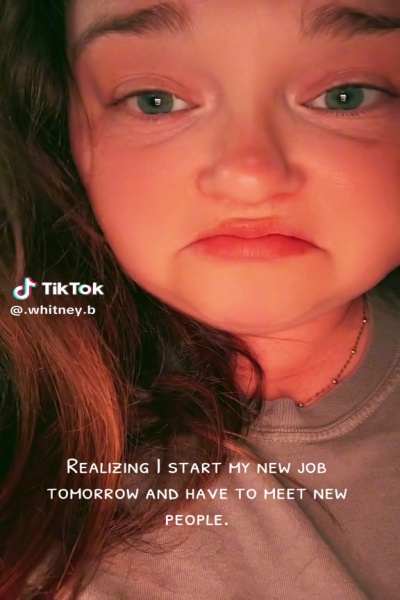 TikTok
@.whitney.b
Realizing I start my new job
tomorrow and have to meet new
people.